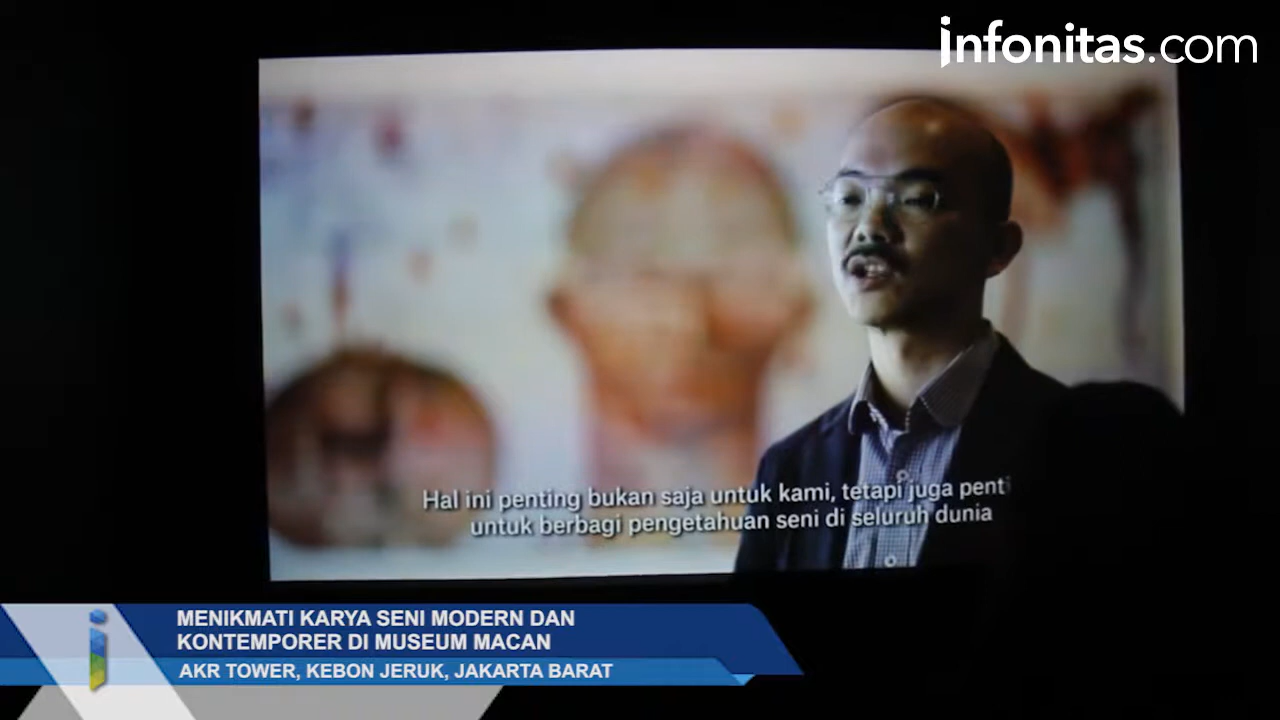 infonitas.com
Hal ini penting bukan saja untuk kami, tetapi juga penti
untuk berbagi pengetahuan seni di seluruh dunia
MENIKMATI KARYA SENI MODERN DAN
KONTEMPORER DI MUSEUM MACAN
AKR TOWER, KEBON JERUK, JAKARTA BARAT